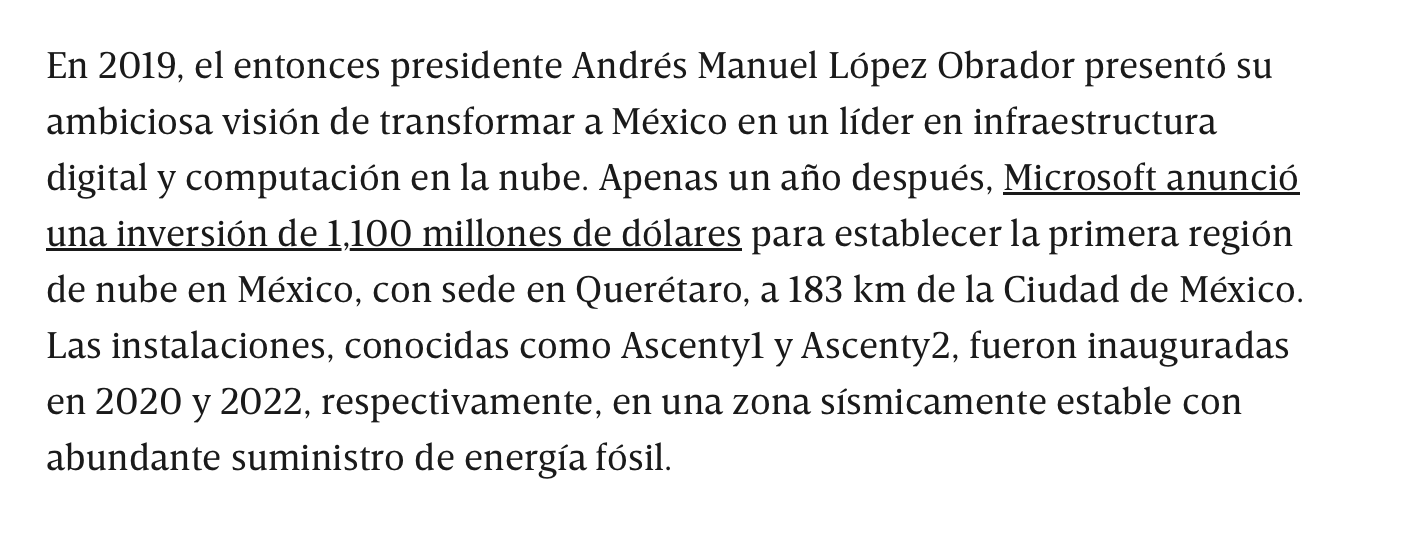 En 2019, el entonces presidente Andrés Manuel López Obrador presentó su
ambiciosa visión de transformar a México en un líder en infraestructura
digital y computación en la nube. Apenas un año después, Microsoft anunció
una inversión de 1,100 millones de dólares para establecer la primera región
de nube en México, con sede en Querétaro, a 183 km de la Ciudad de México.
Las instalaciones, conocidas como Ascenty1 y Ascenty2, fueron inauguradas
en 2020 y 2022, respectivamente, en una zona sísmicamente estable con
abundante suministro de energía fósil.